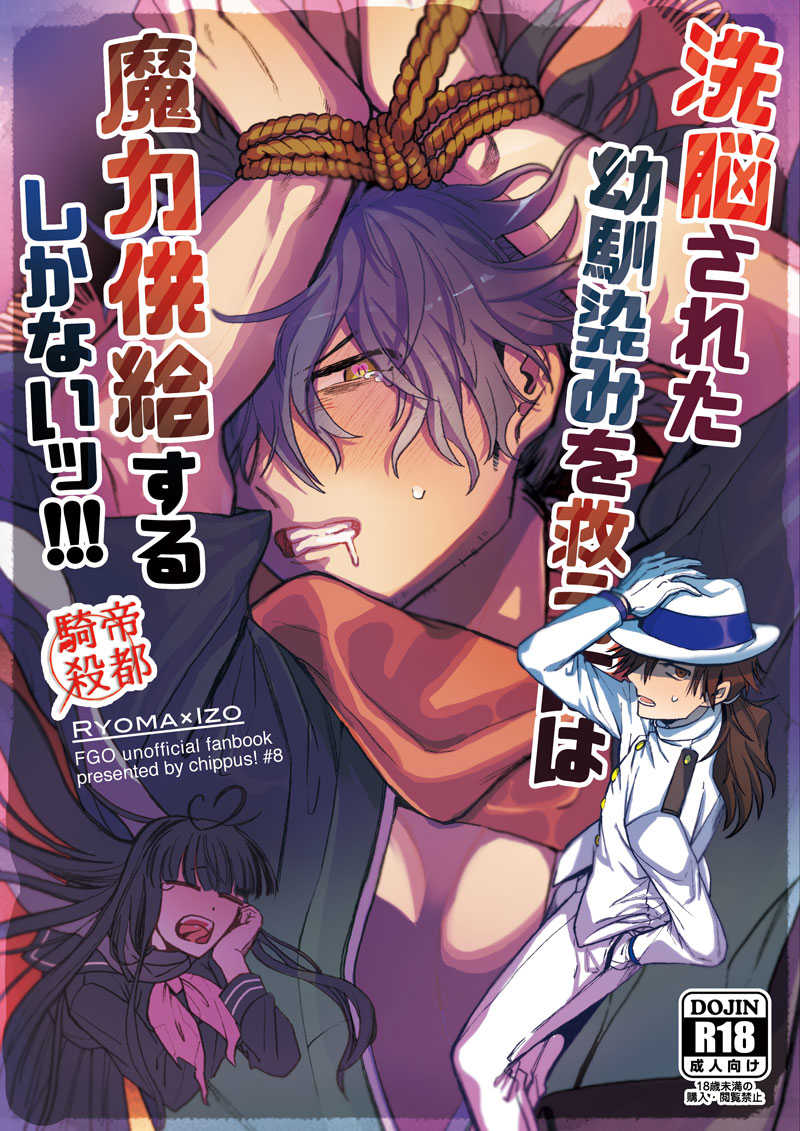 洗脳された
幼馴染みを救うには
魔力供給する
しかないッ!!!
帝都
騎殺
RYOMA×IZO
FGO unofficial fanbook
presented by chippus! #8
DOJIN
R18
成人向け
18歳未満の
購入・閲覧禁止